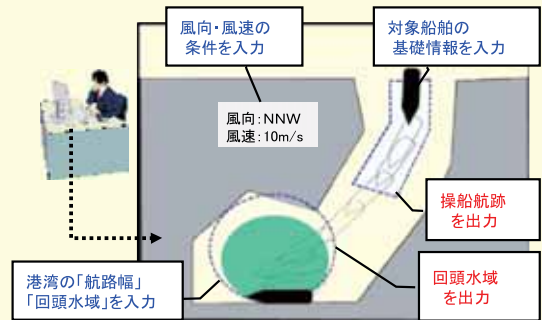 風向・風速の
条件を入力
対象船舶の
基礎情報を入力
風向:NNW
風速:10m/s
操船航跡
を出力
港湾の「航路幅」
「回頭水域」を入力
回頭水域
を出力